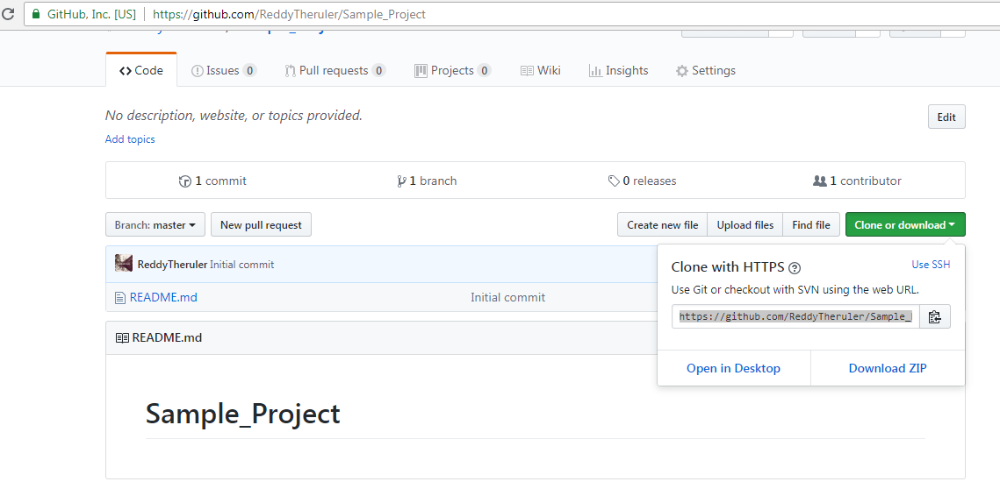 GitHub, Inc. [US] https://github.com/ReddyTheruler/Sample_Project
Code Issues 0 Pull requests 0 Projects 0 Wiki Insights Settings
No description, website, or topics provided. Edit
Add topics
1 commit 1 branch 0 releases 1 contributor
Branch: master New pull request Create new file Upload files Find file Clone or download
ReddyTheruler Initial commit
README.md Initial commit
Clone with HTTPS Use SSH
Use Git or checkout with SVN using the web URL.
https://github.com/ReddyTheruler/Sample_
Open in Desktop Download ZIP
README.md
Sample_Project